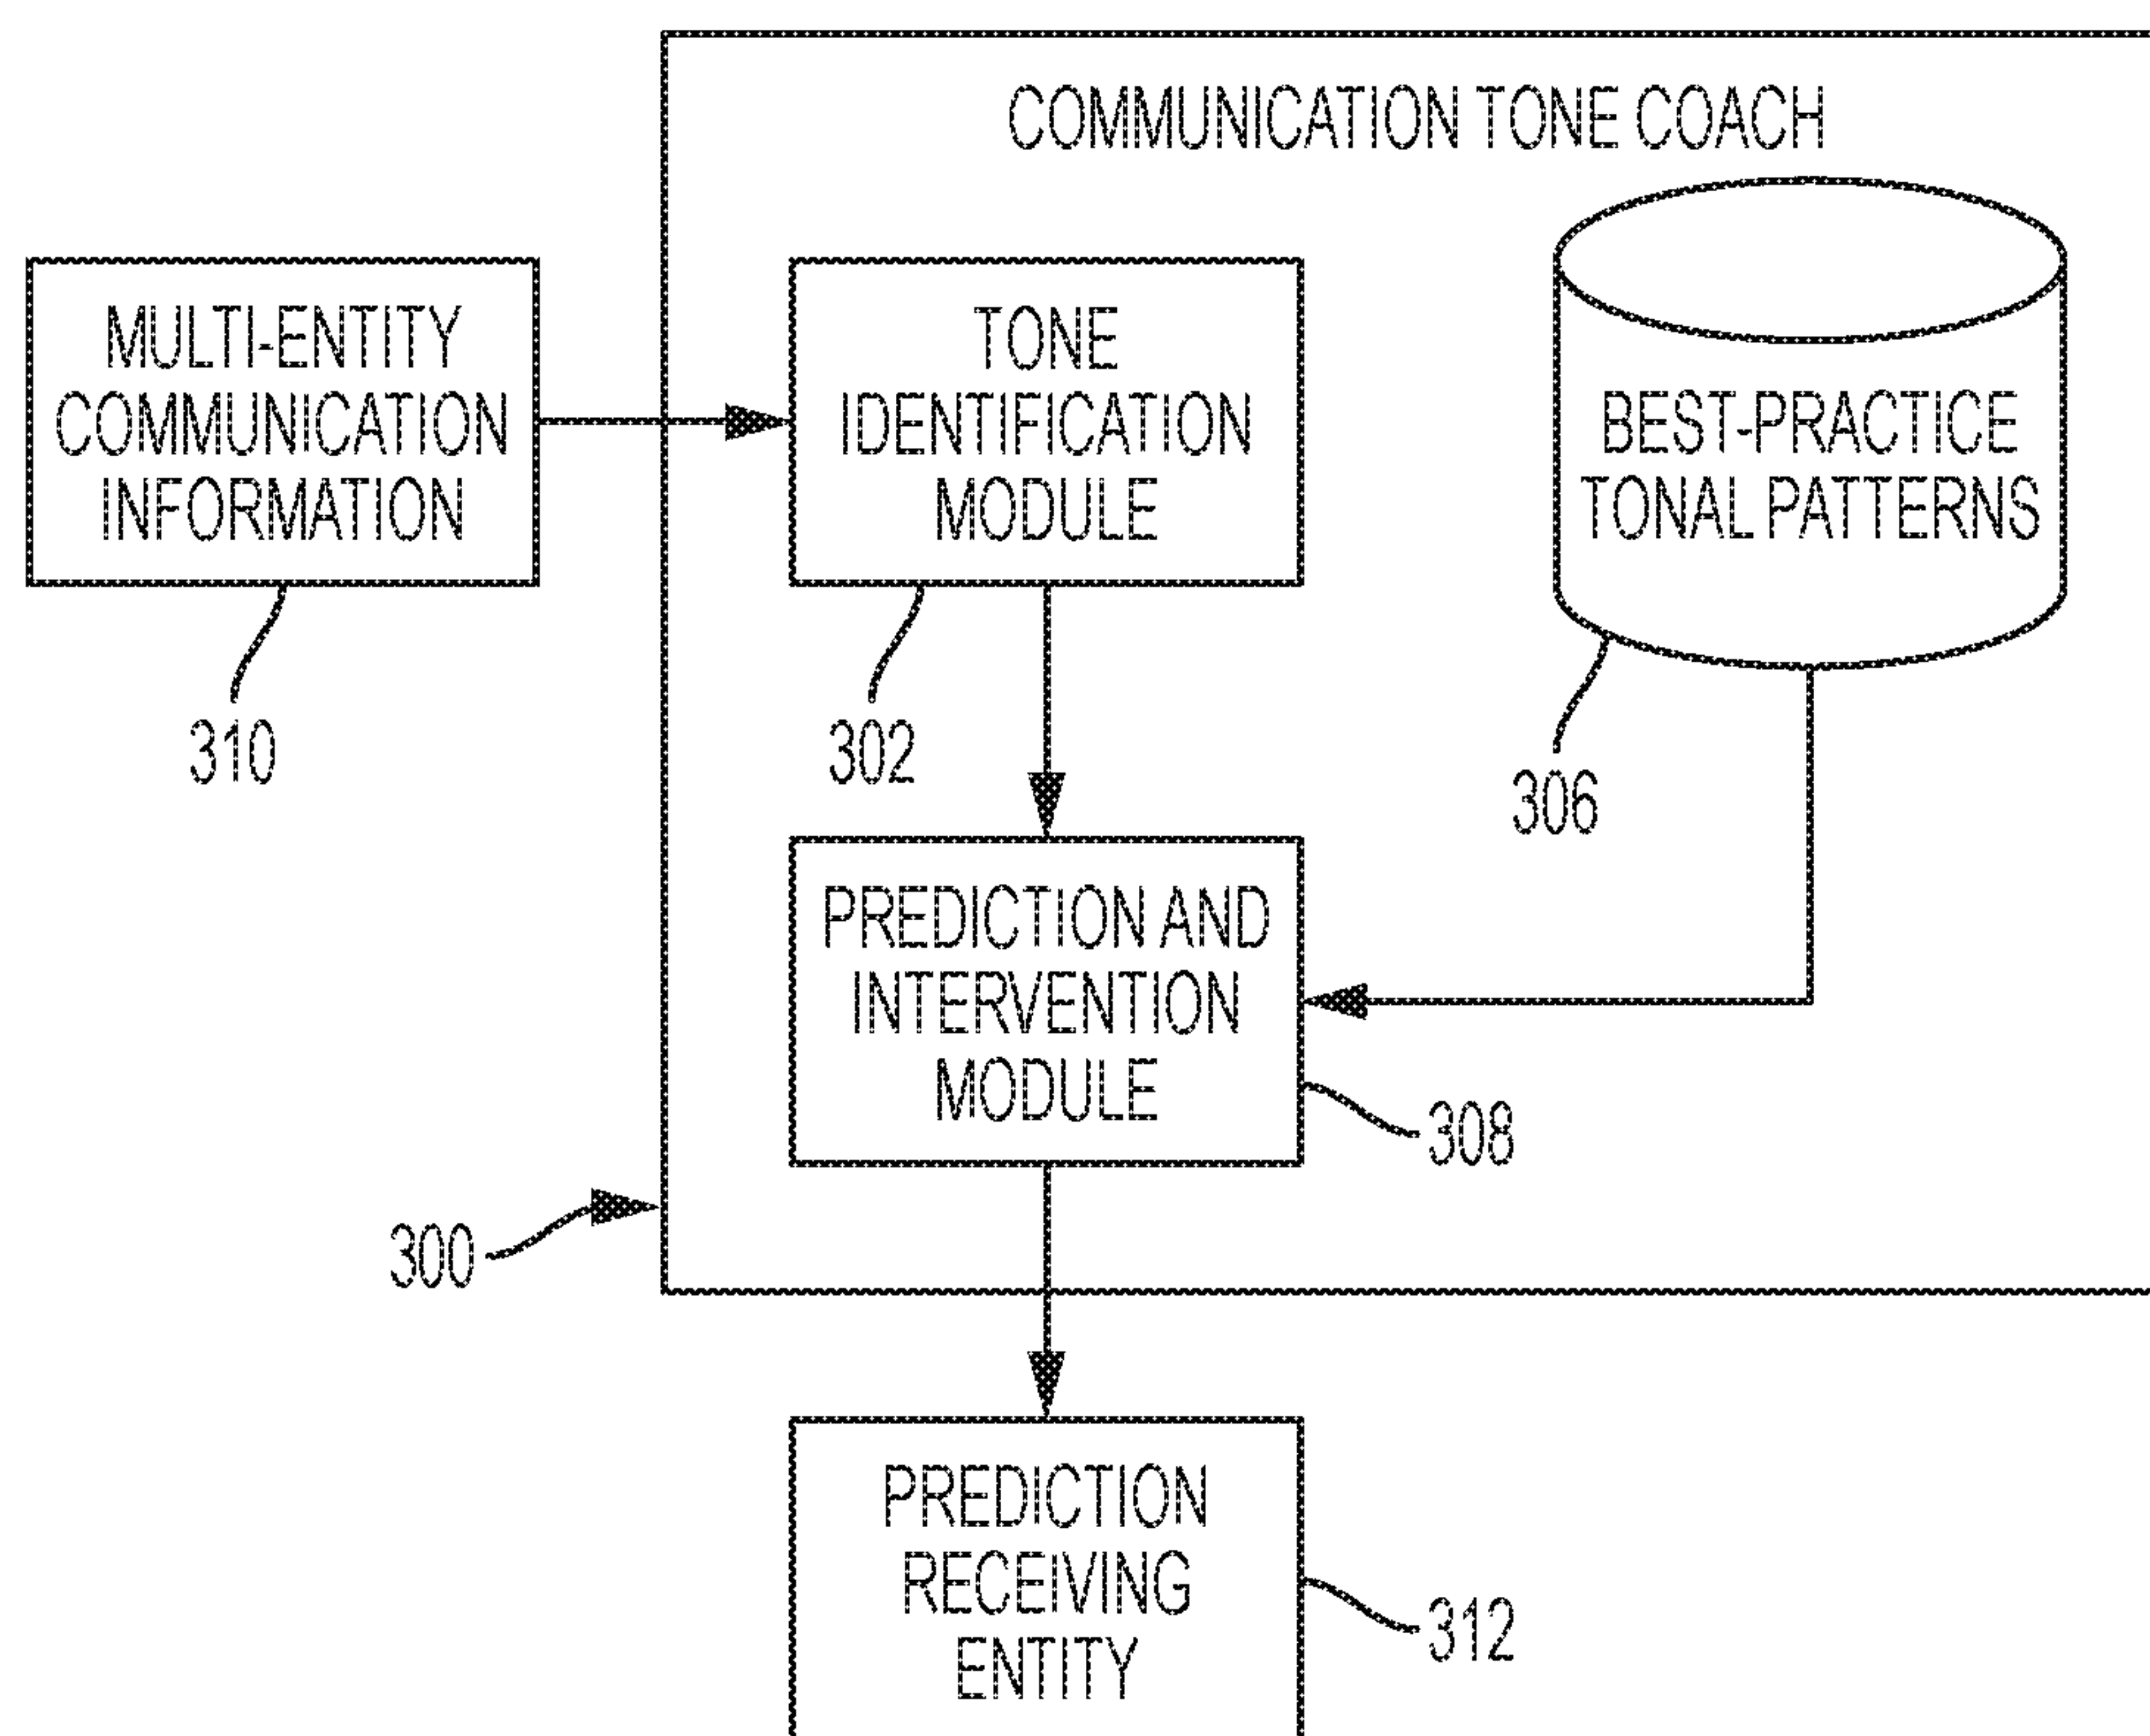 COMMUNICATION TONE COACH
MULTI-ENTITY
COMMUNICATION
INFORMATION
310
TONE
IDENTIFICATION
MODULE
302
BEST-PRACTICE
TONAL PATTERNS
306
PREDICTION AND
INTERVENTION
MODULE
308
300
PREDICTION
RECEIVING
ENTITY
312